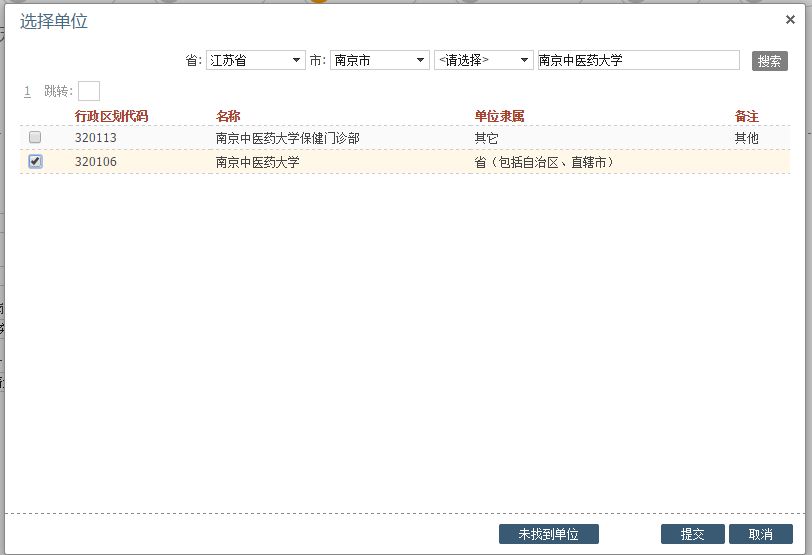 选择单位 ×
省: 江苏省 市: 南京市 <请选择> 南京中医药大学 搜索
1 跳转:
行政区划代码 名称 单位隶属 备注
320113 南京中医药大学保健门诊部 其它 其他
320106 南京中医药大学 省（包括自治区、直辖市）
未找到单位 提交 取消